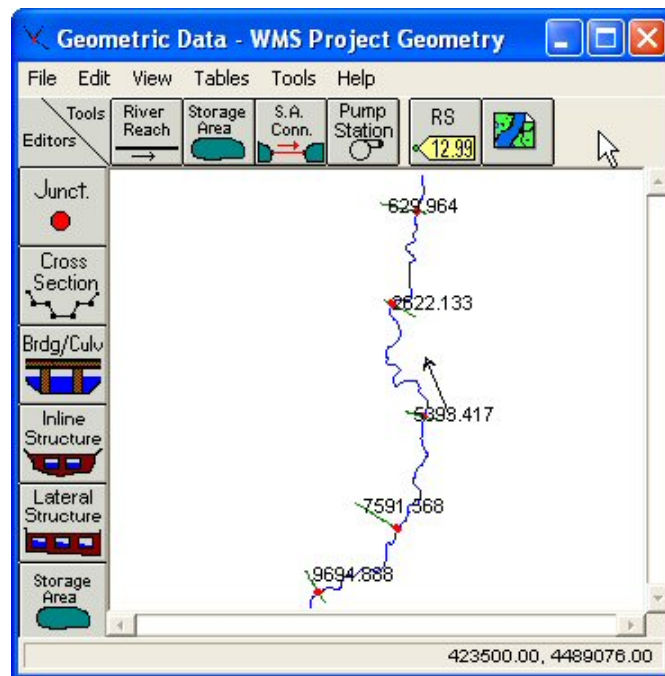 Geometric Data - WMS Project Geometry
File Edit View Tables Tools Help
Tools
Editors
River
Reach
Storage
Area
S.A.
Conn.
Pump
Station
RS
12.99
Junct.
Cross
Section
Brdg/Culv
Inline
Structure
Lateral
Structure
Storage
Area
629.964
2622.133
5393.417
7591.568
9694.888
423500.00, 4489076.00